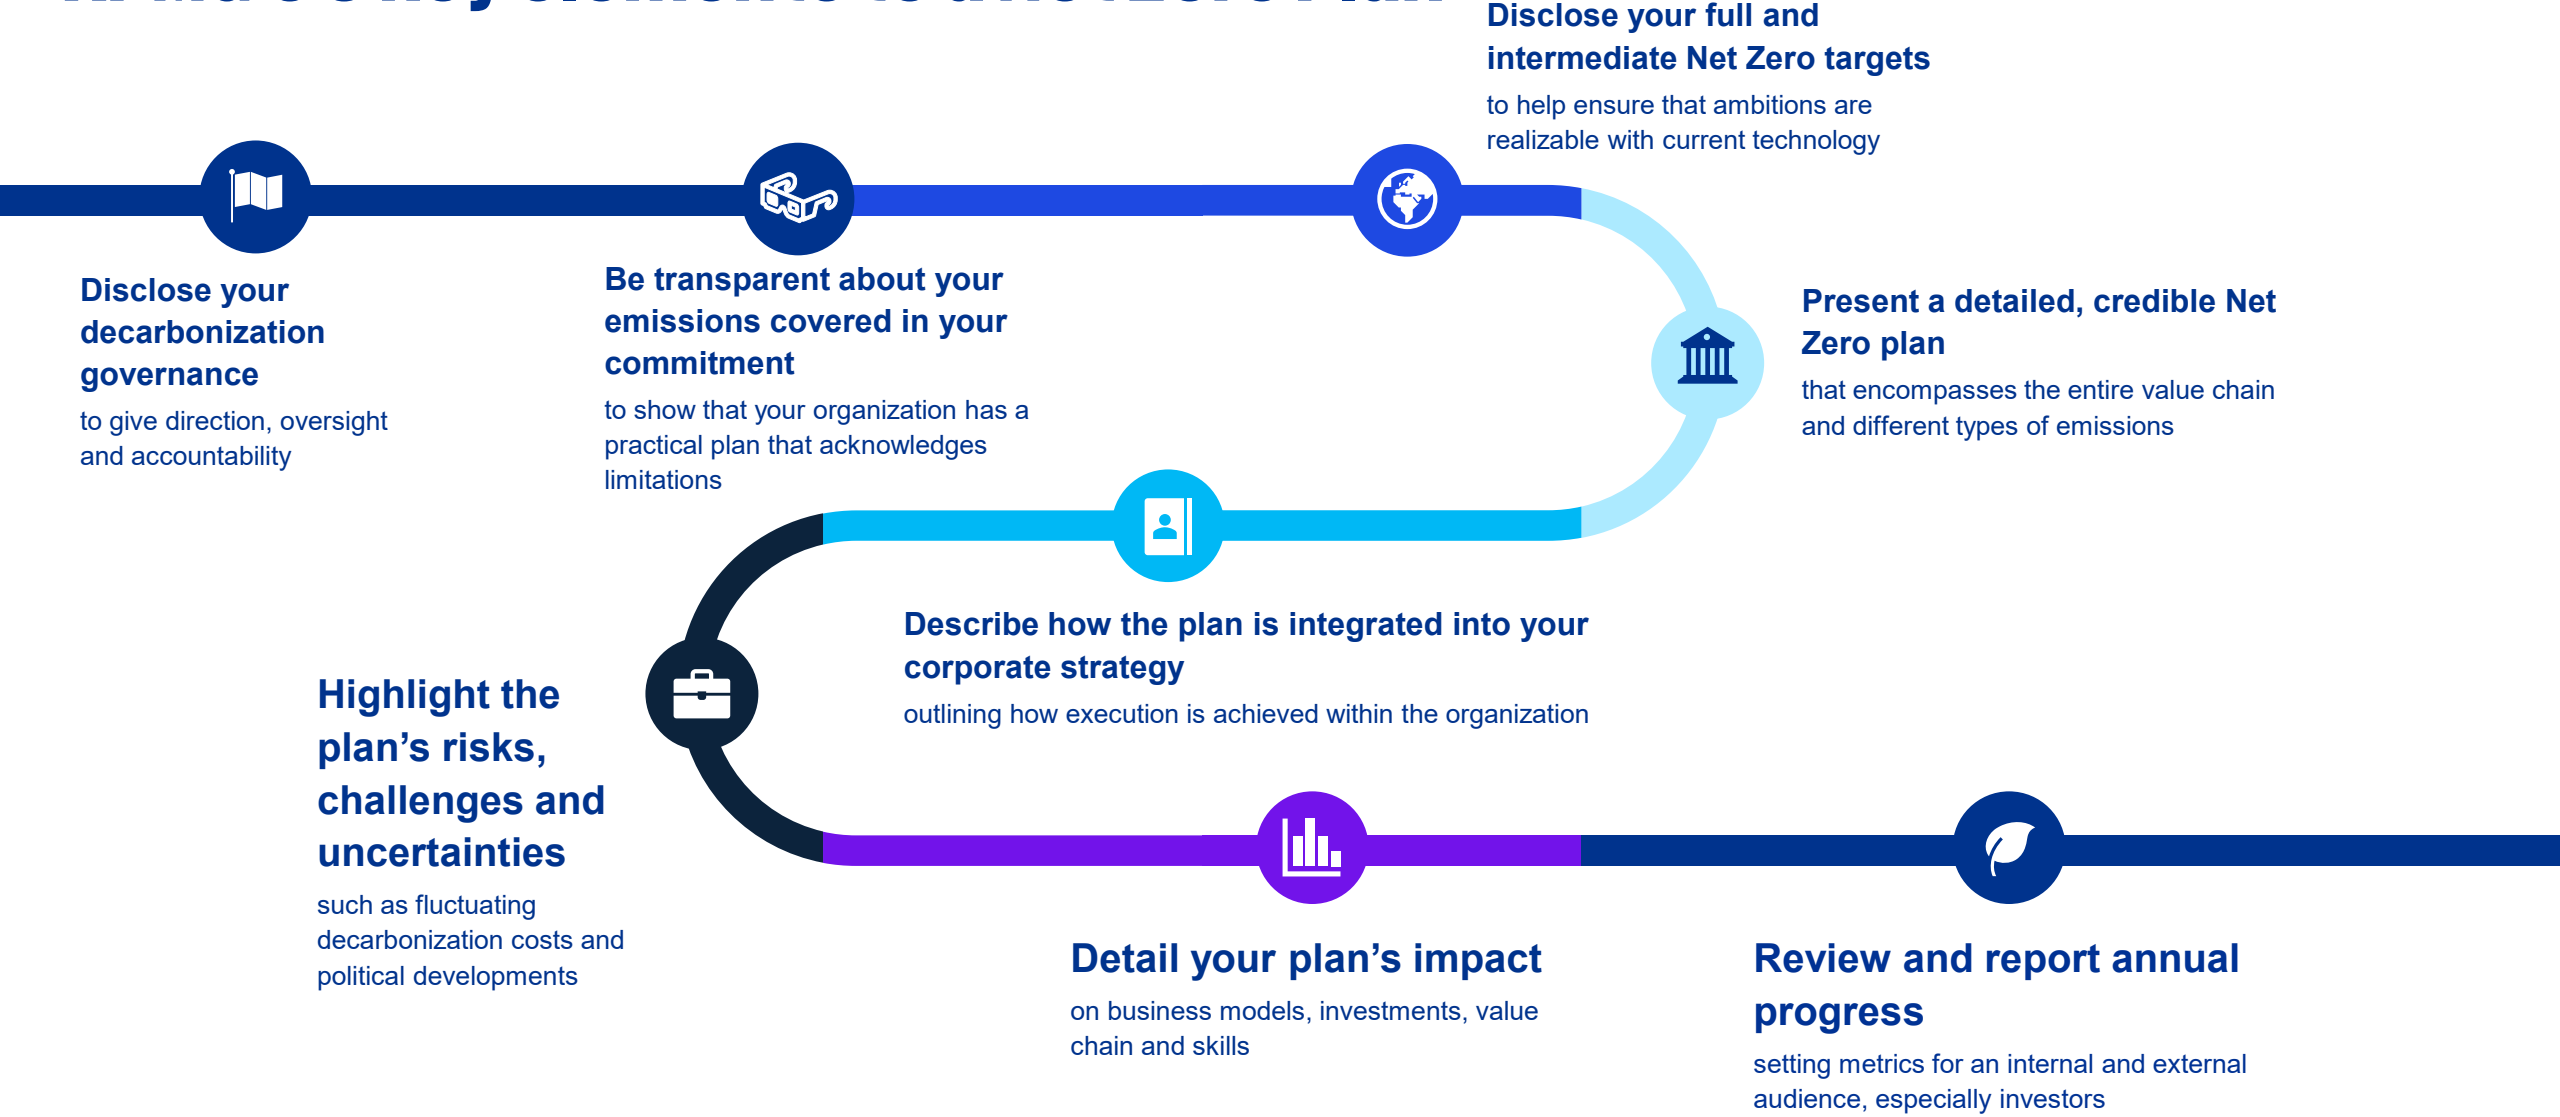 Disclose your full and
intermediate Net Zero targets
to help ensure that ambitions are
realizable with current technology
Disclose your
decarbonization
governance
to give direction, oversight
and accountability
Be transparent about your
emissions covered in your
commitment
to show that your organization has a
practical plan that acknowledges
limitations
Present a detailed, credible Net
Zero plan
that encompasses the entire value chain
and different types of emissions
Describe how the plan is integrated into your
corporate strategy
outlining how execution is achieved within the organization
Highlight the
plan’s risks,
challenges and
uncertainties
such as fluctuating
decarbonization costs and
political developments
Detail your plan’s impact
on business models, investments, value
chain and skills
Review and report annual
progress
setting metrics for an internal and external
audience, especially investors